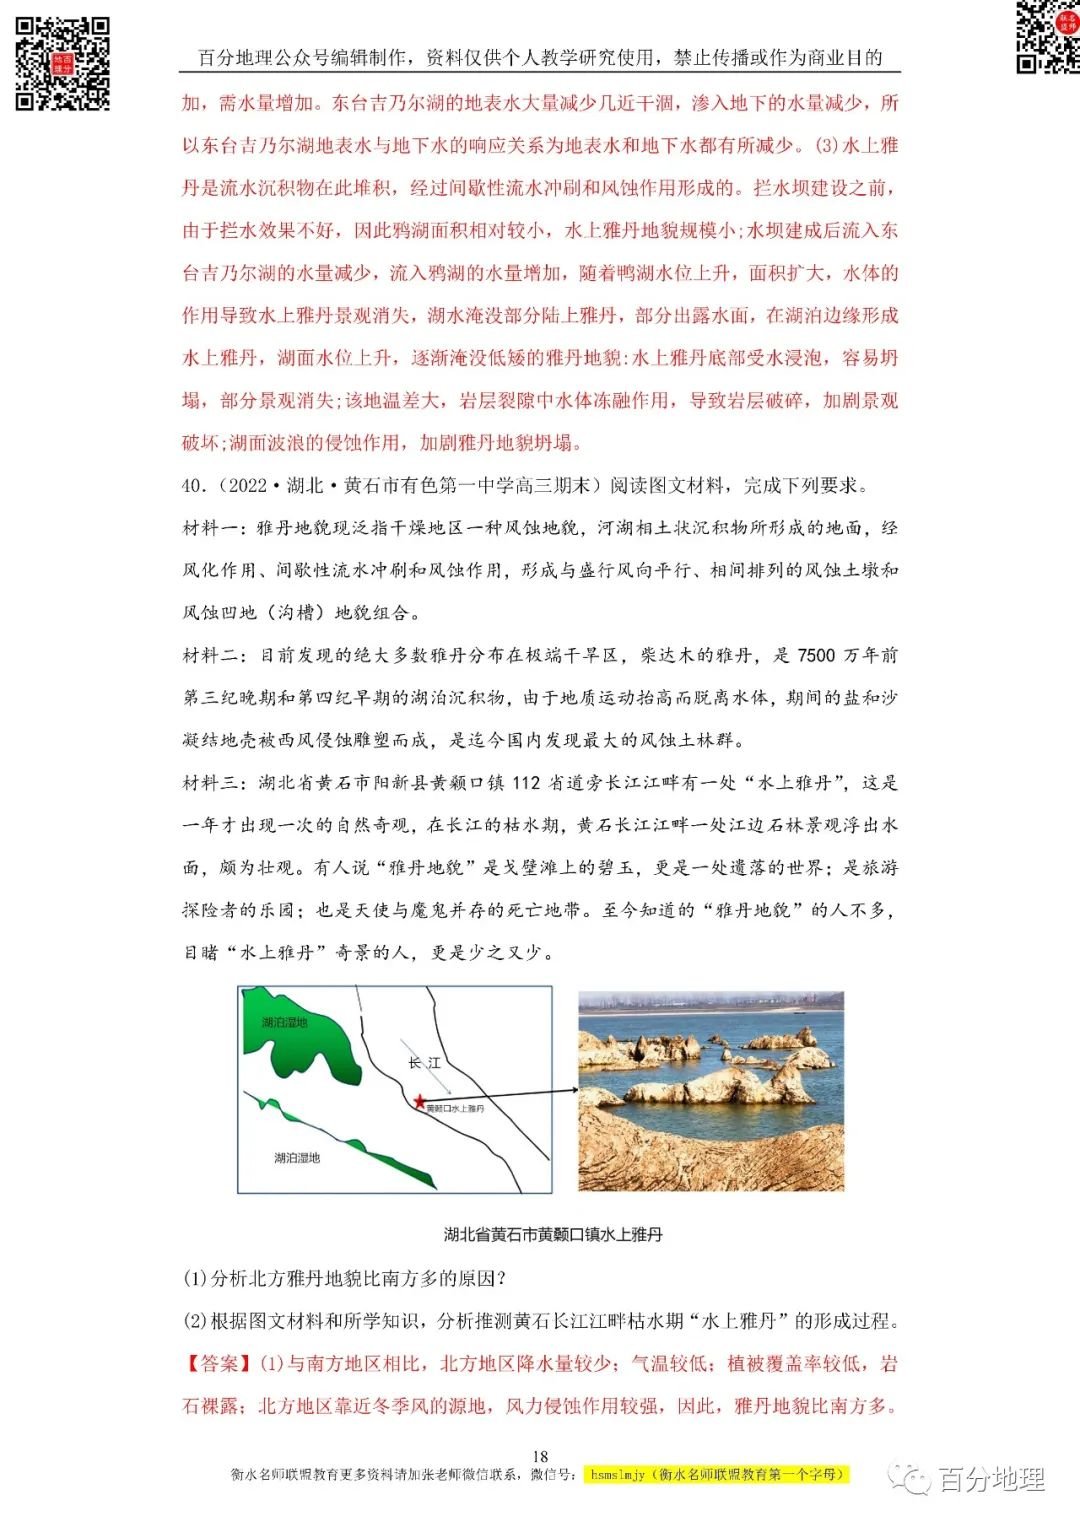 百分地理公众号编辑制作，资料仅供个人教学研究使用，禁止传播或作为商业目的
加，需水量增加。东台吉乃尔湖的地表水大量减少几近干涸，渗入地下的水量减少，所
以东台吉乃尔湖地表水与地下水的响应关系为地表水和地下水都有所减少。(3)水上雅
丹是流水沉积物在此堆积，经过间歇性流水冲刷和风蚀作用形成的。拦水坝建设之前，
由于拦水效果不好，因此鸦湖面积相对较小，水上雅丹地貌规模小;水坝建成后流入东
台吉乃尔湖的水量减少，流入鸦湖的水量增加，随着鸭湖水位上升，面积扩大，水体的
作用导致水上雅丹景观消失，湖水淹没部分陆上雅丹，部分出露水面，在湖泊边缘形成
水上雅丹，湖面水位上升，逐渐淹没低矮的雅丹地貌:水上雅丹底部受水浸泡，容易坍
塌，部分景观消失;该地温差大，岩层裂隙中水体冻融作用，导致岩层破碎，加剧景观
破坏;湖面波浪的侵蚀作用，加剧雅丹地貌坍塌。
40．（2022·湖北·黄石市有色第一中学高三期末）阅读图文材料，完成下列要求。
材料一：雅丹地貌现泛指干燥地区一种风蚀地貌，河湖相土状沉积物所形成的地面，经
风化作用、间歇性流水冲刷和风蚀作用，形成与盛行风向平行、相间排列的风蚀土墩和
风蚀凹地（沟槽）地貌组合。
材料二：目前发现的绝大多数雅丹分布在极端干旱区，柴达木的雅丹，是 7500 万年前
第三纪晚期和第四纪早期的湖泊沉积物，由于地质运动抬高而脱离水体，期间的盐和沙
凝结地壳被西风侵蚀雕塑而成，是迄今国内发现最大的风蚀土林群。
材料三：湖北省黄石市阳新县黄颡口镇 112 省道旁长江江畔有一处“水上雅丹”，这是
一年才出现一次的自然奇观，在长江的枯水期，黄石长江江畔一处江边石林景观浮出水
面，颇为壮观。有人说“雅丹地貌”是戈壁滩上的碧玉，更是一处遗落的世界；是旅游
探险者的乐园；也是天使与魔鬼并存的死亡地带。至今知道的“雅丹地貌”的人不多，
目睹“水上雅丹”奇景的人，更是少之又少。
湖泊湿地
长 江
黄颡口水上雅丹
湖泊湿地
湖北省黄石市黄颡口镇水上雅丹
(1)分析北方雅丹地貌比南方多的原因？
(2)根据图文材料和所学知识，分析推测黄石长江江畔枯水期“水上雅丹”的形成过程。
【答案】(1)与南方地区相比，北方地区降水量较少；气温较低；植被覆盖率较低，岩
石裸露；北方地区靠近冬季风的源地，风力侵蚀作用较强，因此，雅丹地貌比南方多。
18
衡水名师联盟教育更多资料请加张老师微信联系，微信号： hsmslmjy（衡水名师联盟教育第一个字母）
百分地理